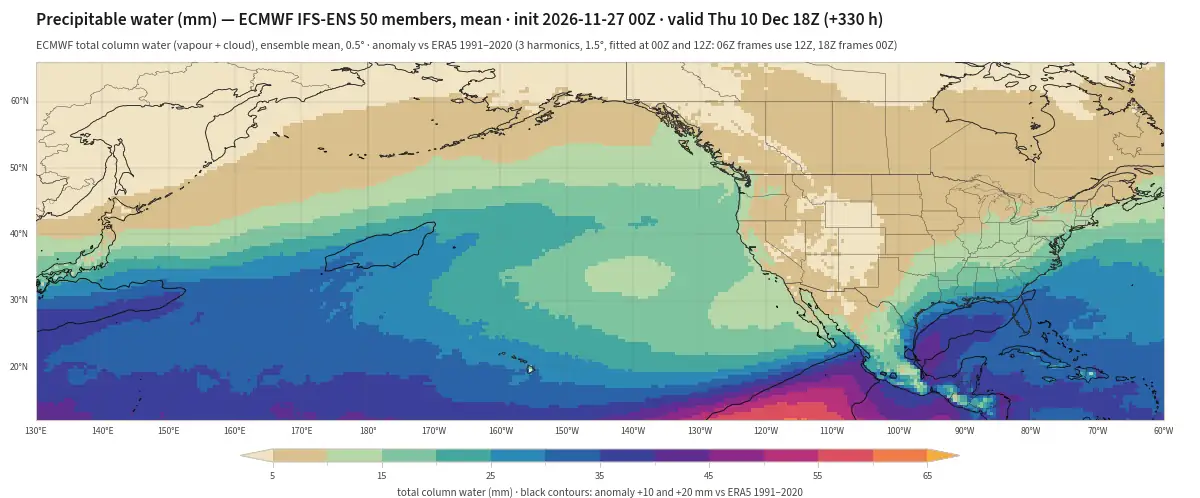 Precipitable water (mm) — ECMWF IFS-ENS 50 members, mean · init 2026-11-27 00Z · valid Thu 10 Dec 18Z (+330 h)
ECMWF total column water (vapour + cloud), ensemble mean, 0.5° · anomaly vs ERA5 1991–2020 (3 harmonics, 1.5°, fitted at 00Z and 12Z: 06Z frames use 12Z, 18Z frames 00Z)
60°N
50°N
40°N
30°N
20°N
130°E 140°E 150°E 160°E 170°E 180° 170°W 160°W 150°W 140°W 130°W 120°W 110°W 100°W 90°W 80°W 70°W 60°W
5 15 25 35 45 55 65
total column water (mm) · black contours: anomaly +10 and +20 mm vs ERA5 1991–2020